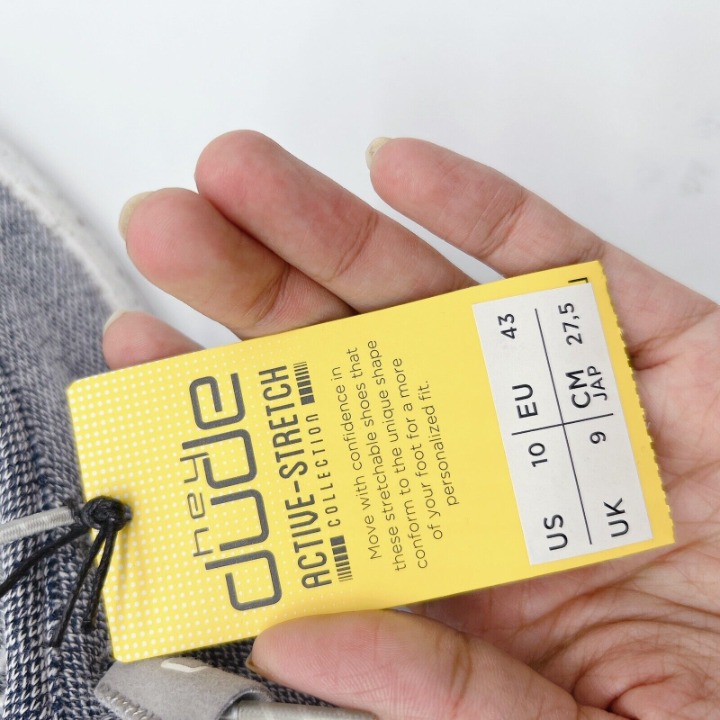 hey
dude
ACTIVE-STRETCH
COLLECTION
Move with confidence in
these stretchable shoes that
conform to the unique shape
of your foot for a more
personalized fit.
US 10 EU 43
UK 9 CM JAP 27,5